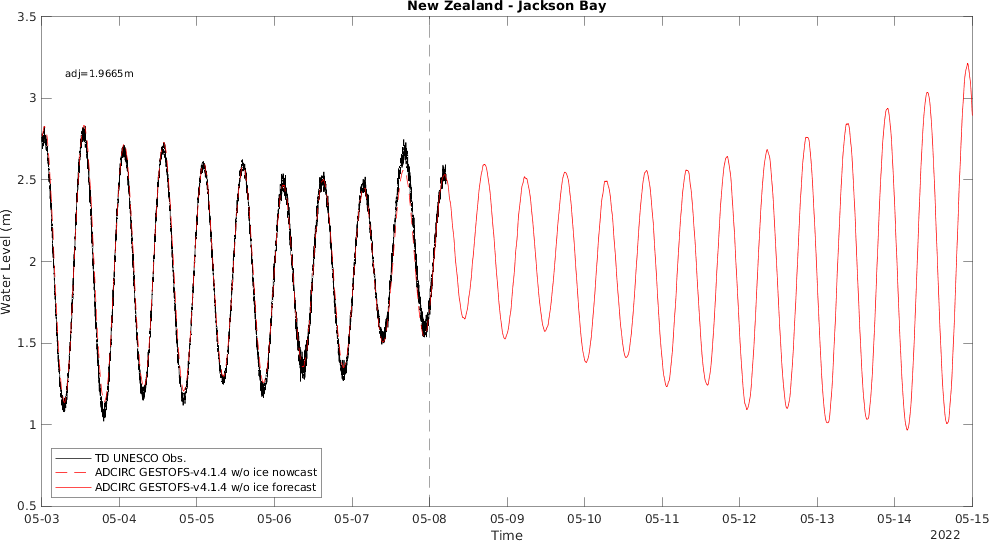 New Zealand - Jackson Bay
3.5
adj=1.9665m
3
2.5
Water Level (m)
2
1.5
1
TD UNESCO Obs.
ADCIRC GESTOFS-v4.1.4 w/o ice nowcast
ADCIRC GESTOFS-v4.1.4 w/o ice forecast
0.5
05-03 05-04 05-05 05-06 05-07 05-08 05-09 05-10 05-11 05-12 05-13 05-14 05-15
Time
2022